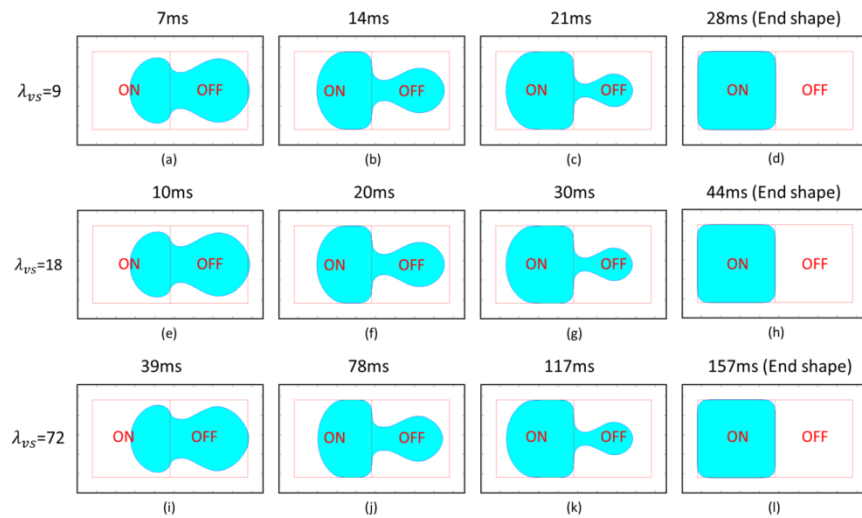 7ms 14ms 21ms 28ms (End shape)
λvs=9 ON OFF ON OFF ON OFF ON OFF
(a) (b) (c) (d)
10ms 20ms 30ms 44ms (End shape)
λvs=18 ON OFF ON OFF ON OFF ON OFF
(e) (f) (g) (h)
39ms 78ms 117ms 157ms (End shape)
λvs=72 ON OFF ON OFF ON OFF ON OFF
(i) (j) (k) (l)